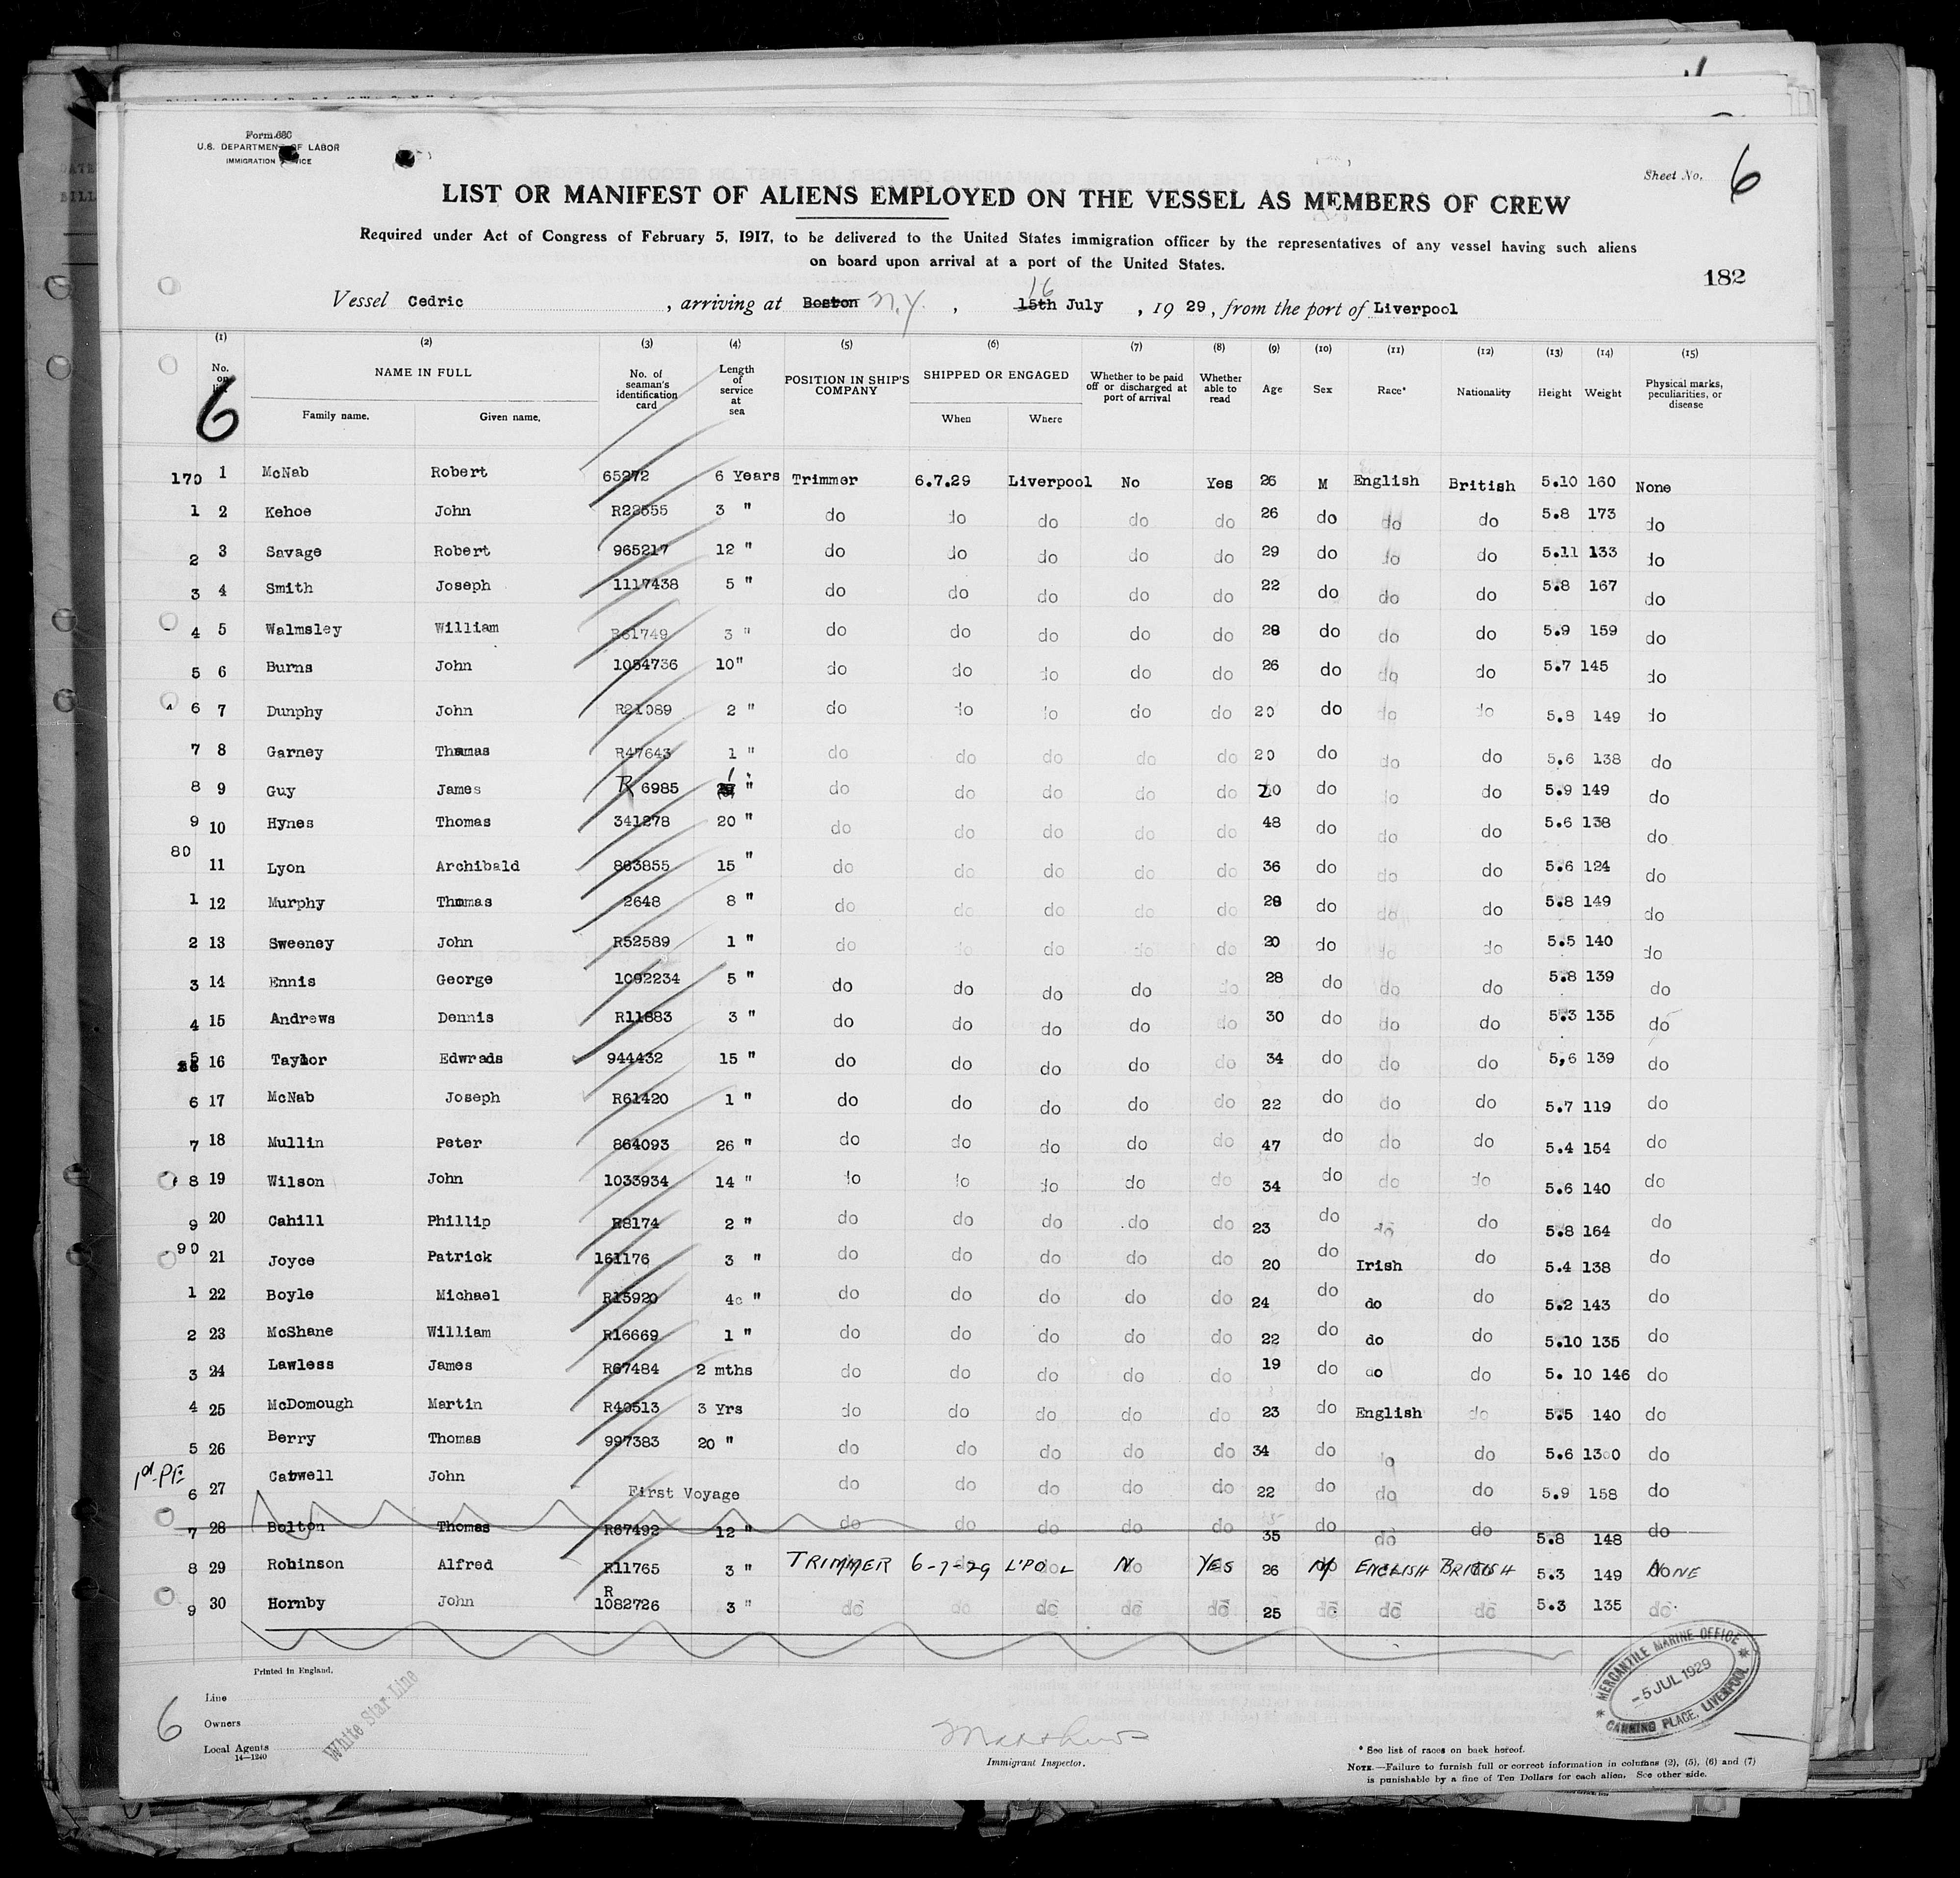 Form 680
U.S. DEPARTMENT OF LABOR
IMMIGRATION
Sheet No. 6
LIST OR MANIFEST OF ALIENS EMPLOYED ON THE VESSEL AS MEMBERS OF CREW
Required under Act of Congress of February 5, 1917, to be delivered to the United States immigration officer by the representatives of any vessel having such aliens
on board upon arrival at a port of the United States.
182
Vessel Cedric, arriving at Boston N.Y., 15th 16 July, 1929, from the port of Liverpool
(1) (2) (3) (4) (5) (6) (7) (8) (9) (10) (11) (12) (13) (14) (15)
No. on NAME IN FULL Family name. Given name. No. of seaman's identification card Length of service at sea POSITION IN SHIP'S COMPANY SHIPPED OR ENGAGED When Where Whether to be paid off or discharged at port of arrival Whether able to read Age Sex Race* Nationality Height Weight Physical marks, peculiarities, or disease
6
170 1 McNab Robert 65272 6 Years Trimmer 6.7.29 Liverpool No Yes 26 M English British 5.10 160 None
1 2 Kehoe John R22555 3 " do do do do do 26 do do do 5.8 173 do
2 3 Savage Robert 965217 12 " do do do do do 29 do do do 5.11 133 do
3 4 Smith Joseph 1117438 5 " do do do do do 22 do do do 5.8 167 do
4 5 Walmsley William R61749 3 " do do do do do 28 do do do 5.9 159 do
5 6 Burns John 1054736 10" do do do do do 26 do do do 5.7 145 do
6 7 Dunphy John R21089 2 " do do do do do 20 do do do 5.8 149 do
7 8 Garney Thamas R47643 1 " do do do do do 20 do do do 5.6 138 do
8 9 Guy James R 6985 1 " do do do do do 20 do do do 5.9 149 do
9 10 Hynes Thomas 341278 20 " do do do do do 48 do do do 5.6 138 do
80 11 Lyon Archibald 863855 15 " do do do do do 36 do do do 5.6 124 do
1 12 Murphy Thomas 2648 8 " do do do do do 28 do do do 5.8 149 do
2 13 Sweeney John R52589 1 " do do do do do 20 do do do 5.5 140 do
3 14 Ennis George 1092234 5 " do do do do do 28 do do do 5.8 139 do
4 15 Andrews Dennis R11883 3 " do do do do do 30 do do do 5.3 135 do
5 16 Taylor Edwrads 944432 15 " do do do do do 34 do do do 5,6 139 do
6 17 McNab Joseph R61420 1 " do do do do do 22 do do do 5.7 119 do
7 18 Mullin Peter 864093 26 " do do do do do 47 do do do 5.4 154 do
8 19 Wilson John 1033934 14 " do do do do do 34 do do do 5.6 140 do
9 20 Cahill Phillip R8174 2 " do do do do do 23 do do do 5.8 164 do
90 21 Joyce Patrick 161176 3 " do do do do do 20 do Irish do 5.4 138 do
1 22 Boyle Michael R15920 4 " do do do do do 24 do do do 5.2 143 do
2 23 McShane William R16669 1 " do do do do do 22 do do do 5.10 135 do
3 24 Lawless James R67484 2 mths do do do do do 19 do do do 5. 10 146 do
4 25 McDomough Martin R40513 3 Yrs do do do do do 23 do English do 5.5 140 do
5 26 Berry Thomas 997383 20 " do do do do do 34 do do do 5.6 130 do
6 27 John First Voyage do do do do do 22 do do do 5.9 158 do
7 28 Bolton Thomas R67492 12 " do do do do do 35 do do do 5.8 148 do
8 29 Robinson Alfred R11765 3 " TRIMMER 6-7-29 L'POOL No YES 26 M ENGLISH BRITISH 5.3 149 NONE
9 30 Hornby John R 1082726 3 " do do do do do 25 do do do 5.3 135 do
Printed in England.
6
Line
Owners
Local Agents
14—1240
White Star Line
Matthews
Immigrant Inspector.
MERCANTILE MARINE OFFICE
-5 JUL 1929
CANNING PLACE, LIVERPOOL
* See list of races on back hereof.
NOTE.—Failure to furnish full or correct information in columns (2), (5), (6) and (7)
is punishable by a fine of Ten Dollars for each alien. See other side.